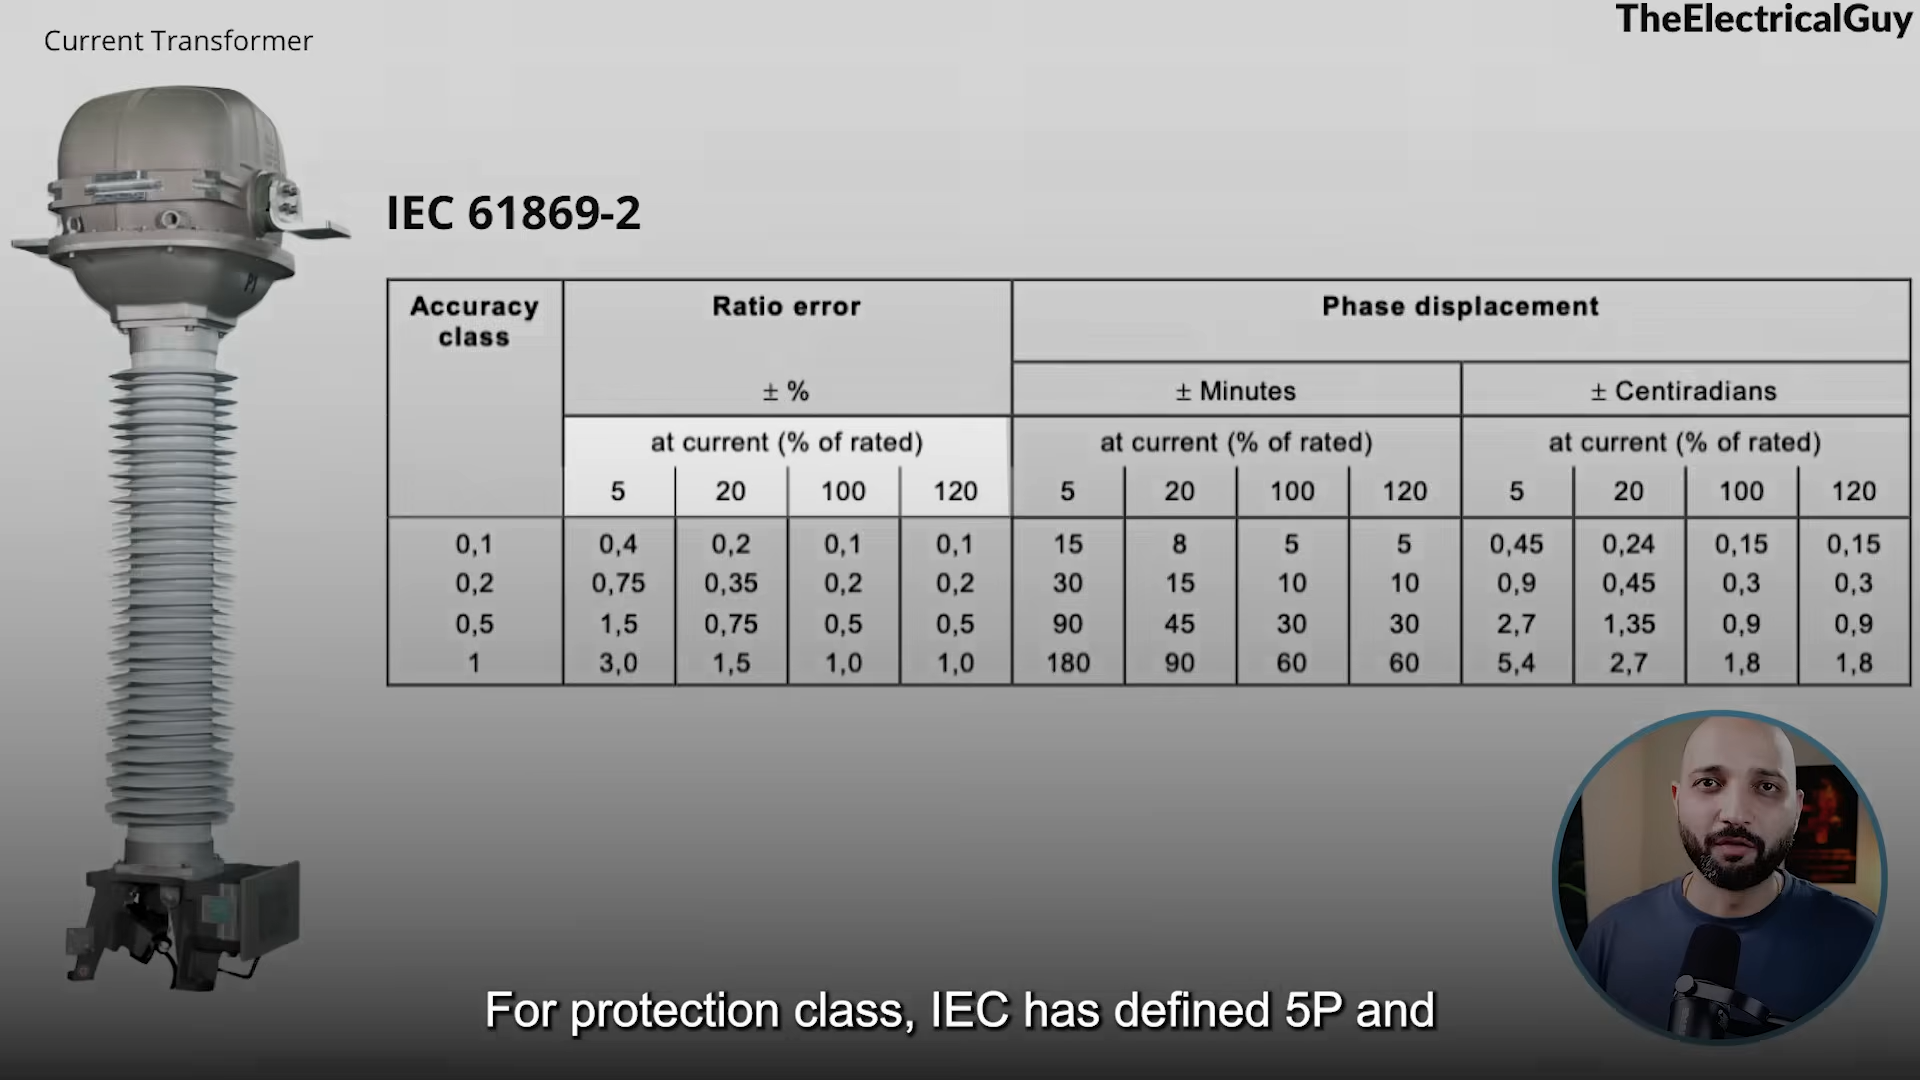 Current Transformer
TheElectricalGuy
IEC 61869-2
Accuracy class
Ratio error
Phase displacement
± %
± Minutes
± Centiradians
at current (% of rated)
at current (% of rated)
at current (% of rated)
5 20 100 120 5 20 100 120 5 20 100 120
0,1 0,4 0,2 0,1 0,1 15 8 5 5 0,45 0,24 0,15 0,15
0,2 0,75 0,35 0,2 0,2 30 15 10 10 0,9 0,45 0,3 0,3
0,5 1,5 0,75 0,5 0,5 90 45 30 30 2,7 1,35 0,9 0,9
1 3,0 1,5 1,0 1,0 180 90 60 60 5,4 2,7 1,8 1,8
For protection class, IEC has defined 5P and